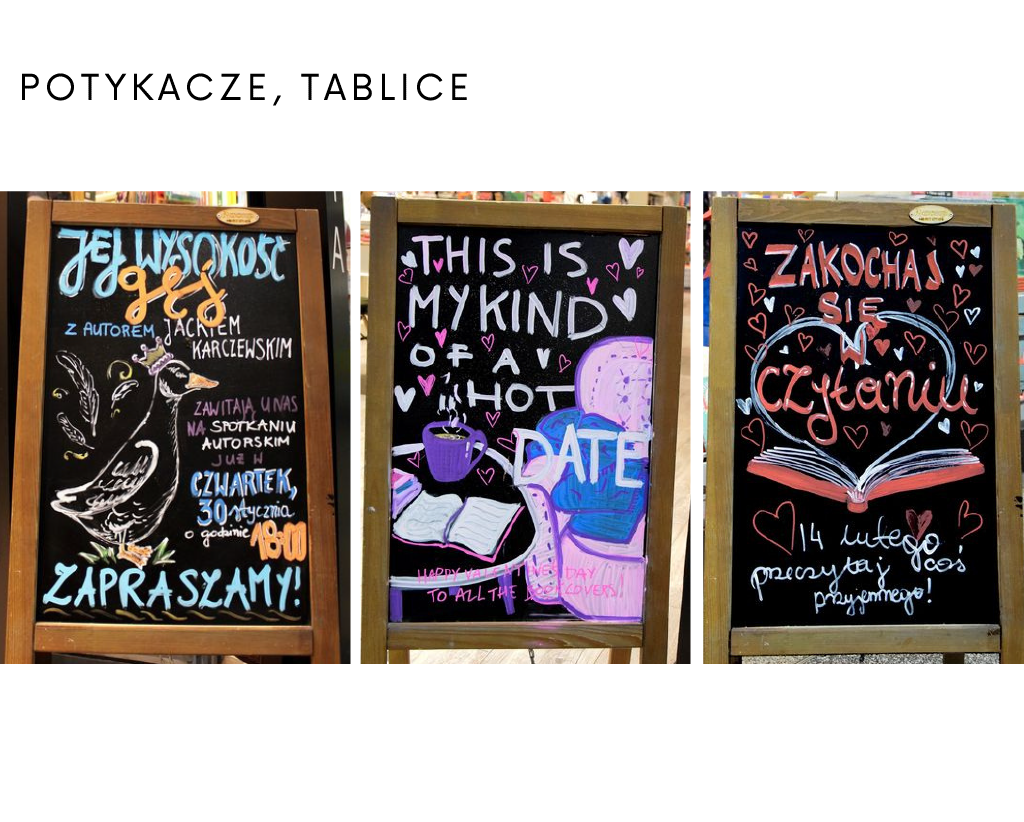 POTYKACZE, TABLICE
JEJ WYSOKOŚĆ
gęś
Z AUTOREM JACKIEM
KARCZEWSKIM
ZAWITAJĄ U NAS
NA SPOTKANIU
AUTORSKIM
JUŻ W
CZWARTEK,
30 stycznia
o godzinie 18:00
ZAPRASZAMY!
THIS IS
MY KIND
OF A
HOT
DATE
HAPPY VALENTINES DAY
TO ALL THE BOOKLOVERS!
ZAKOCHAJ
SIĘ
W
CZYtaniu
14 lutego
przeczytaj coś
przyjemnego!